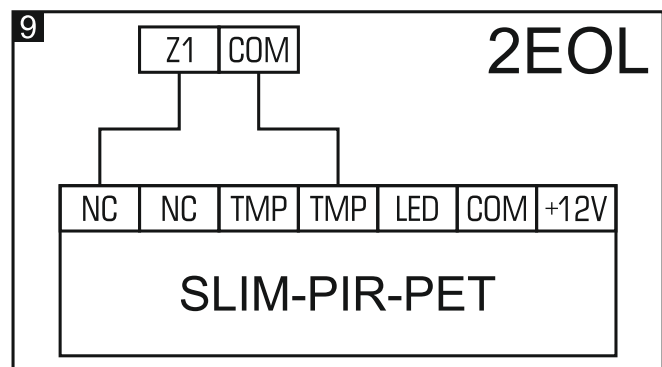 9
2EOL
Z1 COM
NC NC TMP TMP LED COM +12V
SLIM-PIR-PET